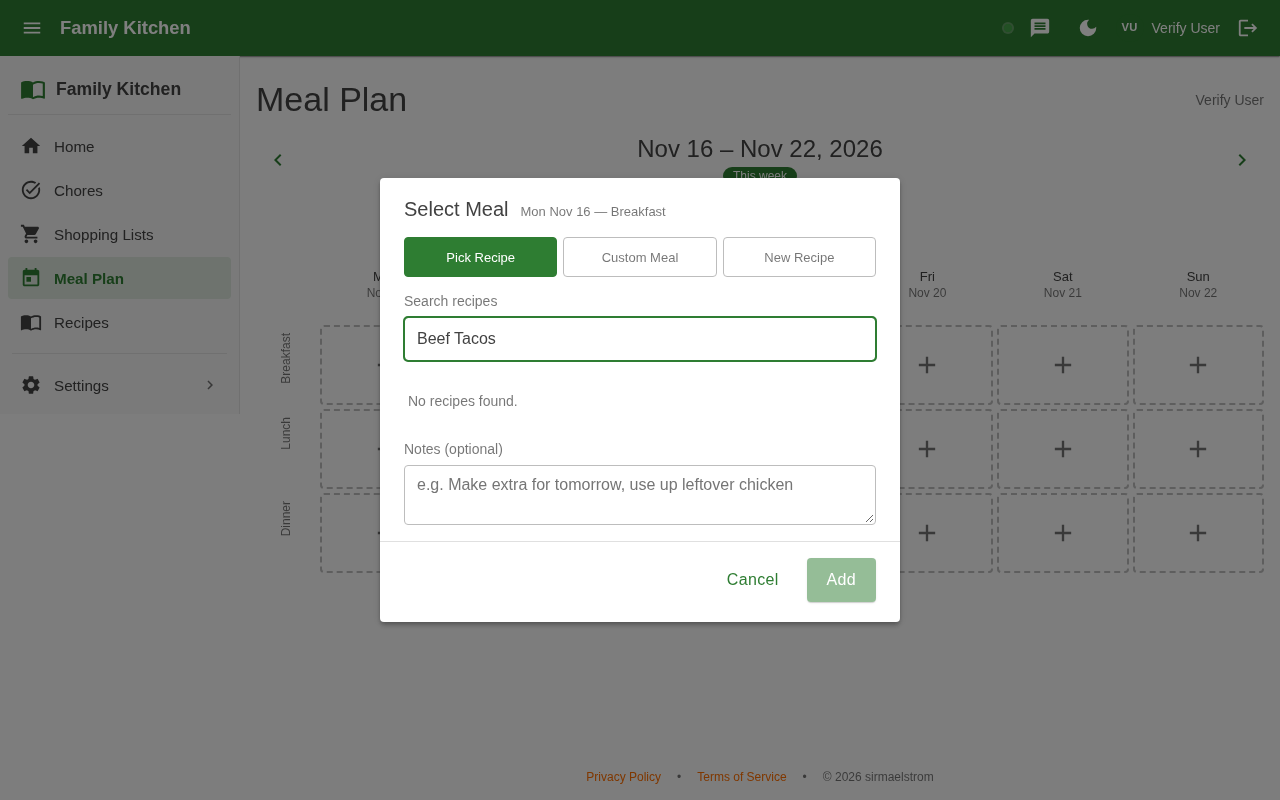 Family Kitchen
VU Verify User
Family Kitchen
Home
Chores
Shopping Lists
Meal Plan
Recipes
Settings
Meal Plan
Verify User
Nov 16 – Nov 22, 2026
This week
Fri
Nov 20
Sat
Nov 21
Sun
Nov 22
Breakfast
Lunch
Dinner
Select Meal Mon Nov 16 — Breakfast
Pick Recipe Custom Meal New Recipe
Search recipes
Beef Tacos
No recipes found.
Notes (optional)
e.g. Make extra for tomorrow, use up leftover chicken
Cancel Add
Privacy Policy • Terms of Service • © 2026 sirmaelstrom